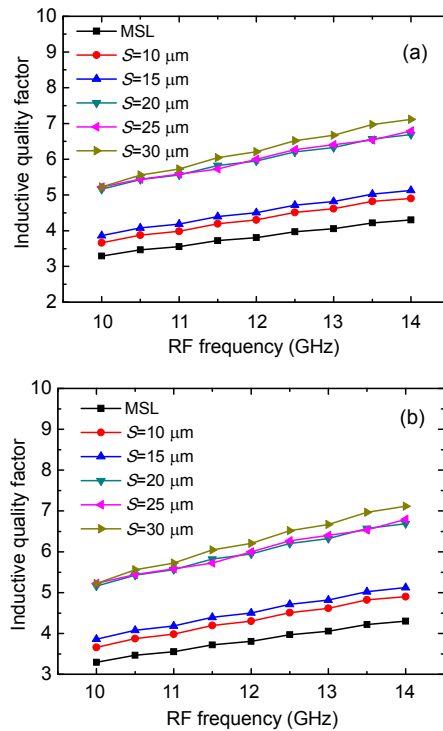 10
9
8
7
6
5
4
3
2
Inductive quality factor
MSL
S=10 μm
S=15 μm
S=20 μm
S=25 μm
S=30 μm
(a)
10 11 12 13 14
RF frequency (GHz)
10
9
8
7
6
5
4
3
Inductive quality factor
MSL
S=10 μm
S=15 μm
S=20 μm
S=25 μm
S=30 μm
(b)
10 11 12 13 14
RF frequency (GHz)